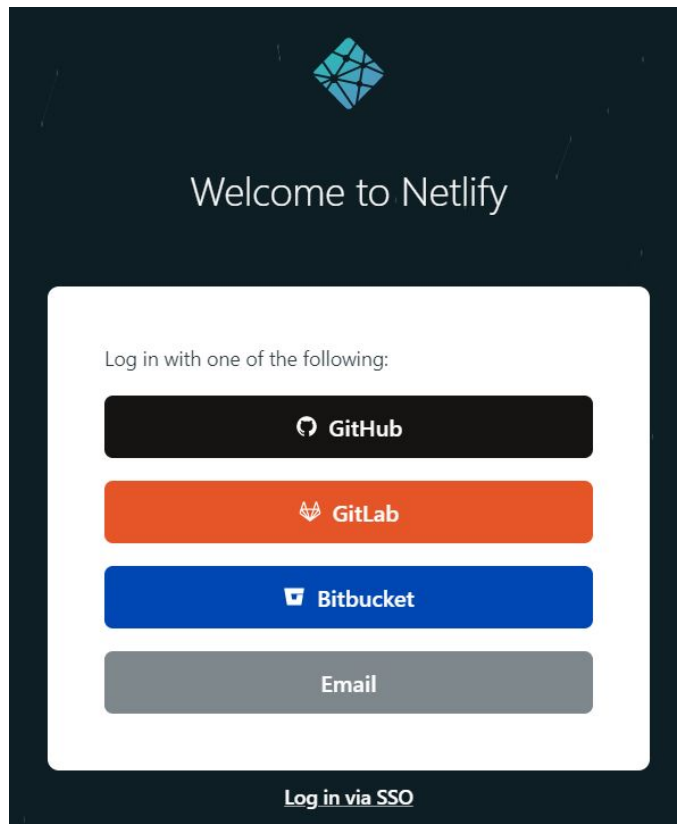 Welcome to Netlify
Log in with one of the following:
GitHub
GitLab
Bitbucket
Email
Log in via SSO